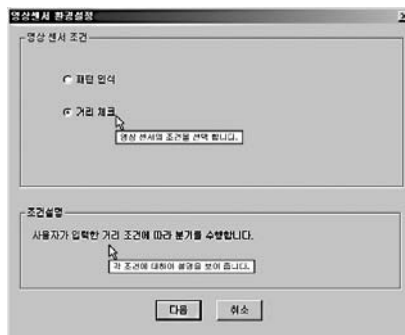 영상센서 환경설정
영상 센서 조건
패턴 인식
거리 체크
영상 센서의 조건을 선택 합니다.
조건설명
사용자가 입력한 거리 조건에 따라 분기를 수행합니다.
각 조건에 대하여 설명을 보여 줍니다.
다음
취소